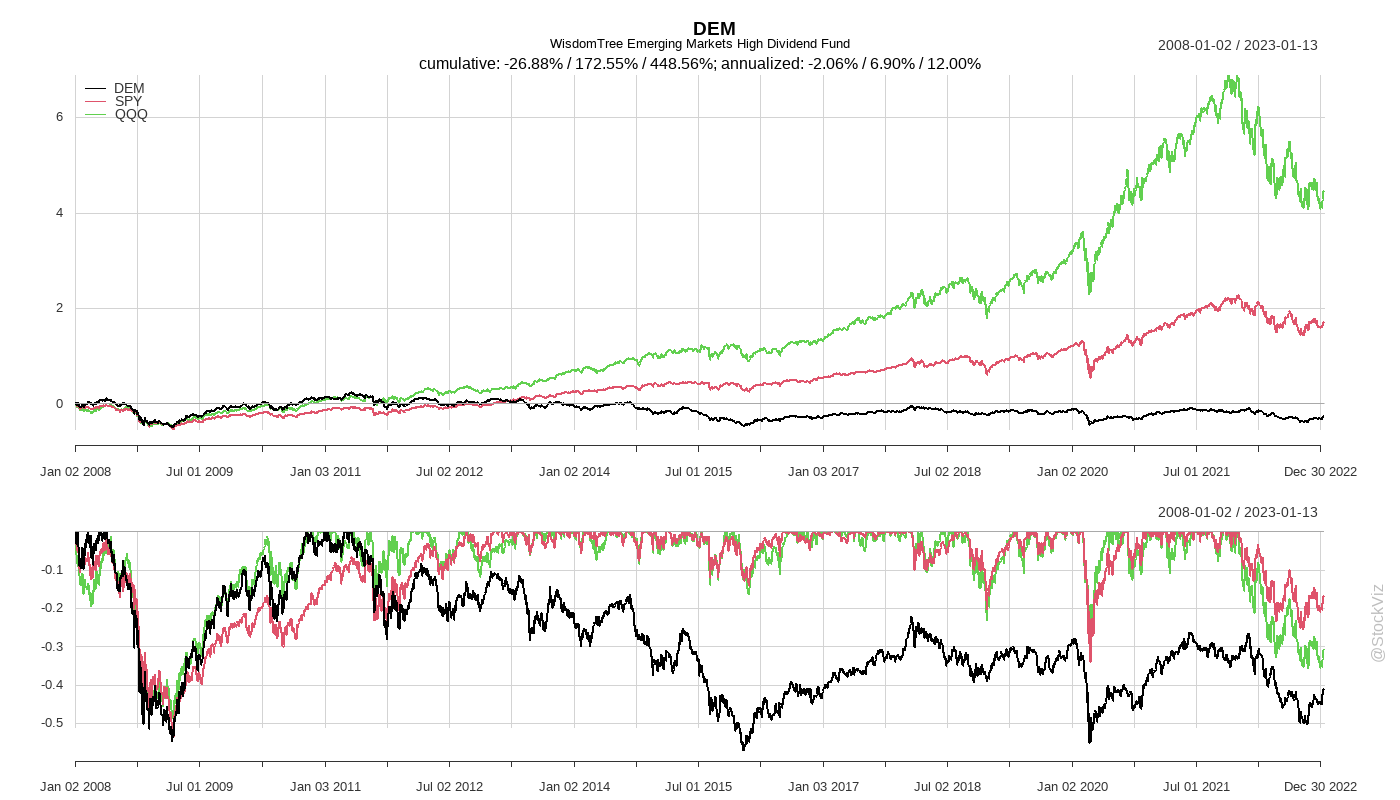 DEM
WisdomTree Emerging Markets High Dividend Fund
2008-01-02 / 2023-01-13
cumulative: -26.88% / 172.55% / 448.56%; annualized: -2.06% / 6.90% / 12.00%
DEM
SPY
QQQ
6
4
2
0
Jan 02 2008 Jul 01 2009 Jan 03 2011 Jul 02 2012 Jan 02 2014 Jul 01 2015 Jan 03 2017 Jul 02 2018 Jan 02 2020 Jul 01 2021 Dec 30 2022
2008-01-02 / 2023-01-13
-0.1
-0.2
-0.3
-0.4
-0.5
Jan 02 2008 Jul 01 2009 Jan 03 2011 Jul 02 2012 Jan 02 2014 Jul 01 2015 Jan 03 2017 Jul 02 2018 Jan 02 2020 Jul 01 2021 Dec 30 2022
@StockViz